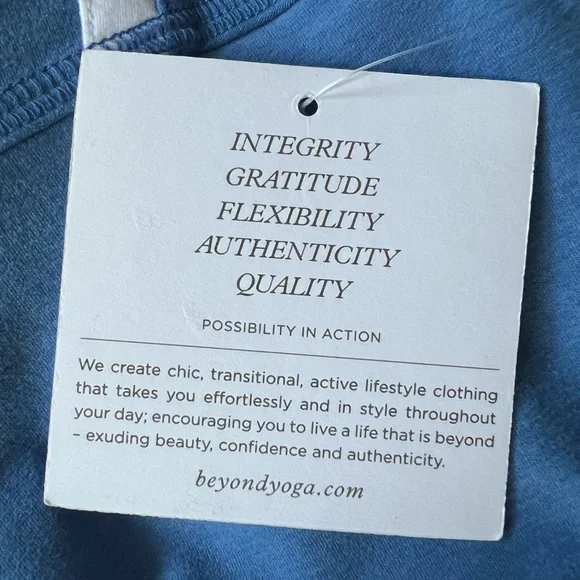 INTEGRITY
GRATITUDE
FLEXIBILITY
AUTHENTICITY
QUALITY
POSSIBILITY IN ACTION
We create chic, transitional, active lifestyle clothing
that takes you effortlessly and in style throughout
your day; encouraging you to live a life that is beyond
– exuding beauty, confidence and authenticity.
beyondyoga.com